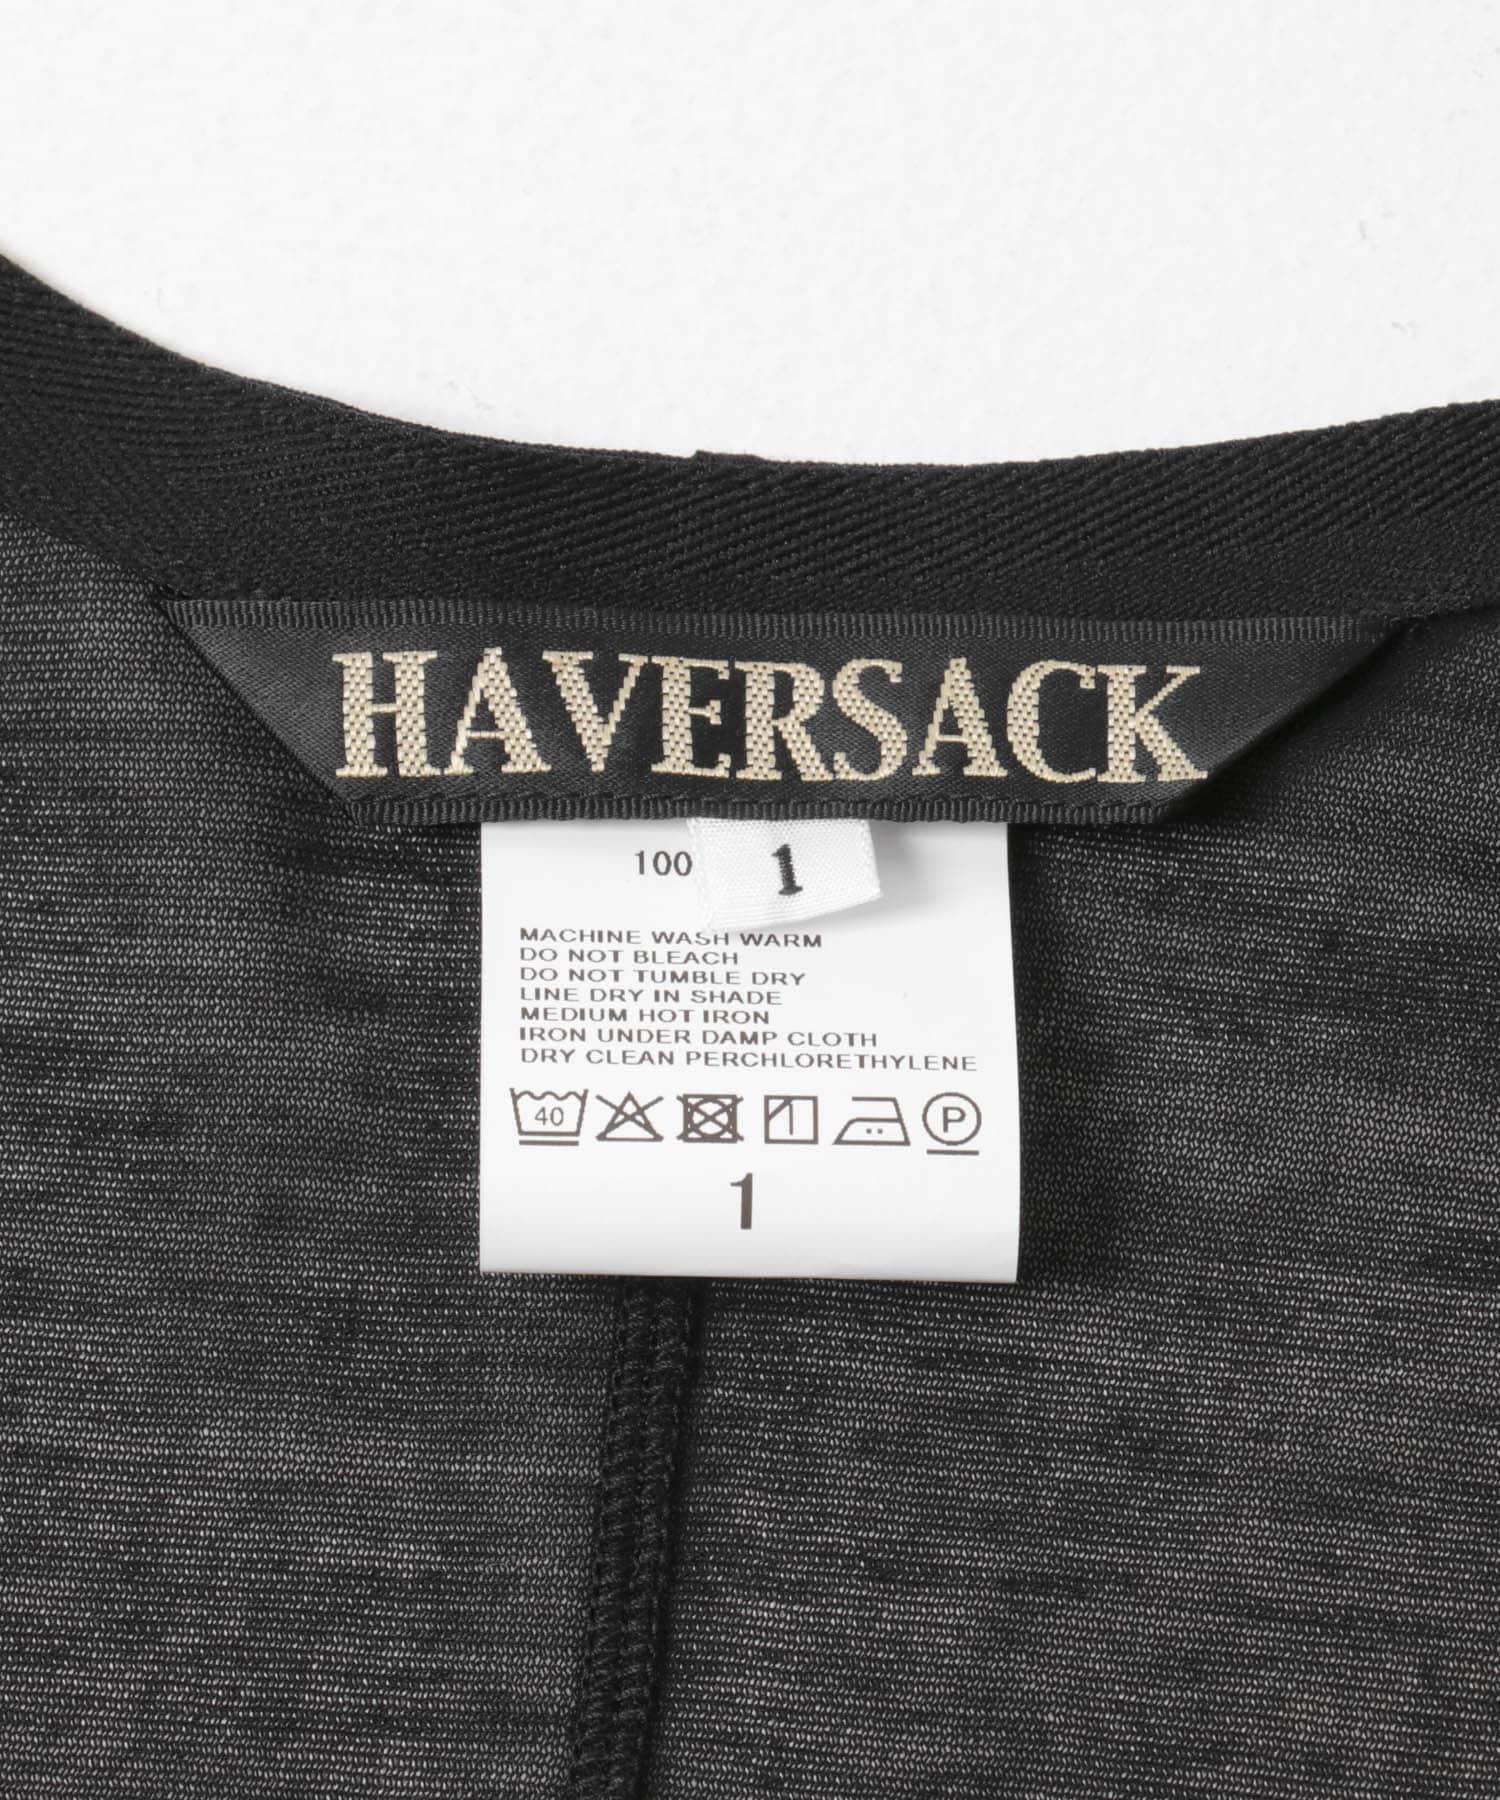 HAVERSACK
100
1
MACHINE WASH WARM
DO NOT BLEACH
DO NOT TUMBLE DRY
LINE DRY IN SHADE
MEDIUM HOT IRON
IRON UNDER DAMP CLOTH
DRY CLEAN PERCHLORETHYLENE
40 P
1